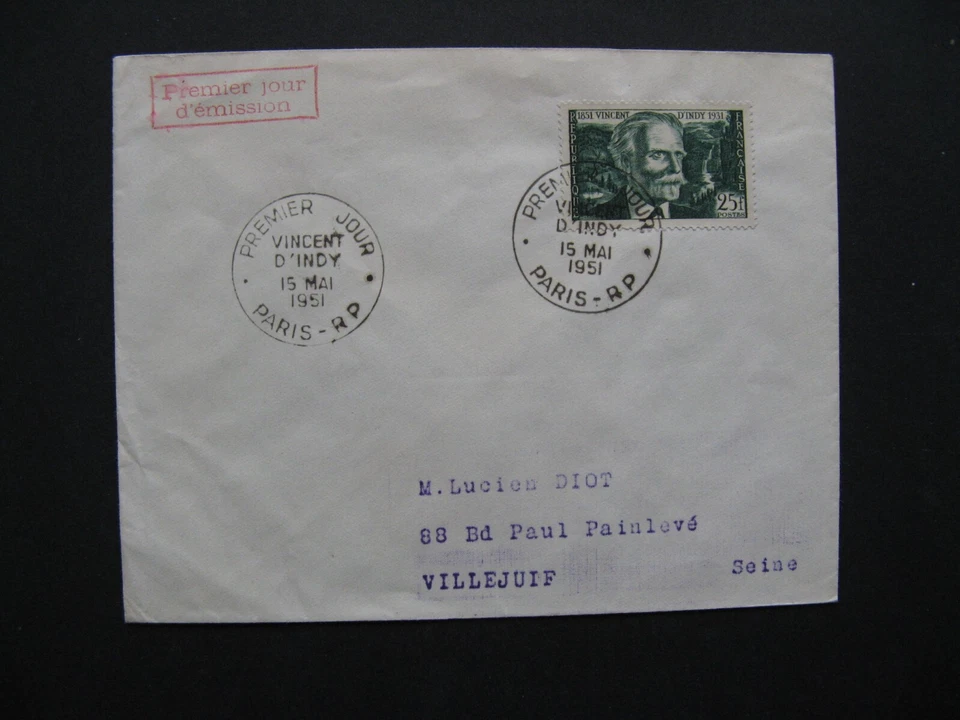 Premier jour
d'émission
1851 VINCENT D'INDY 1931
REPUBLIQUE
FRANÇAISE
25f
POSTES
PREMIER JOUR
VINCENT
D'INDY
15 MAI
1951
PARIS-RP
PREMIER JOUR
VINCENT
D'INDY
15 MAI
1951
PARIS-RP
M.Lucien DIOT
88 Bd Paul Painlevé
VILLEJUIF Seine